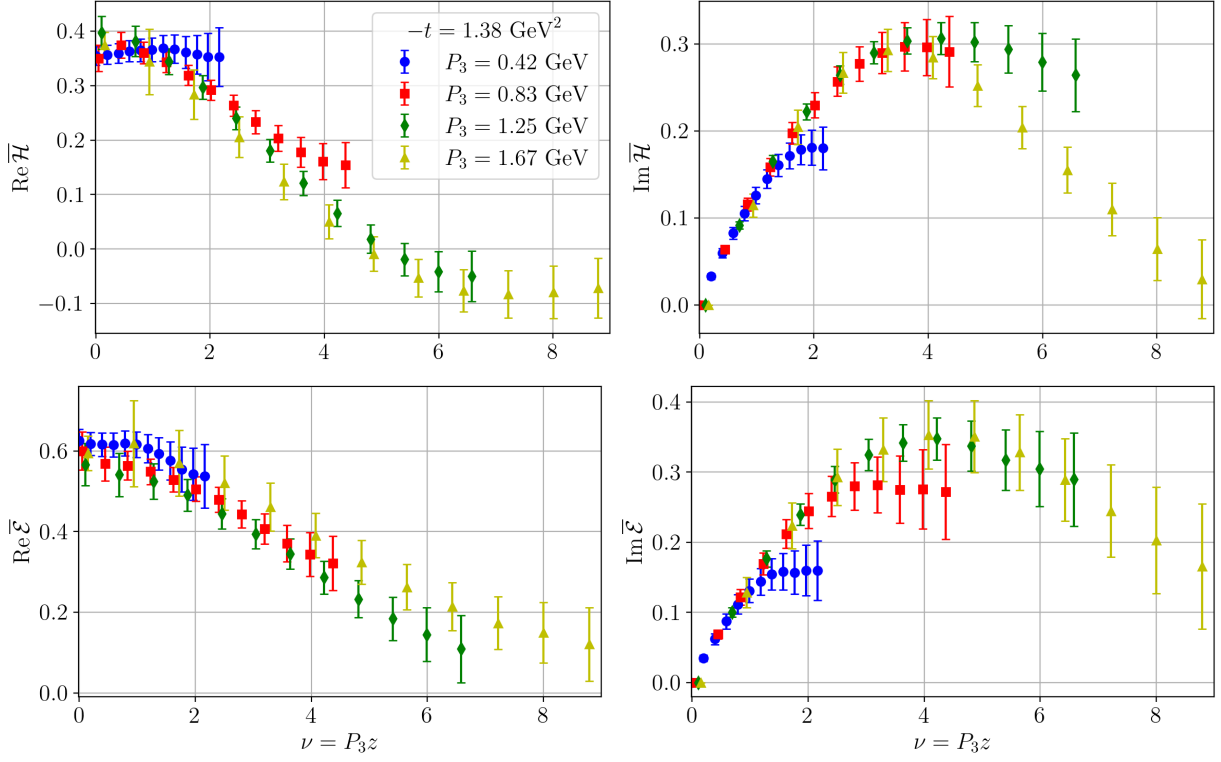 0.4
0.3
0.2
0.1
0.0
−0.1
Re H̅
0 2 4 6 8
−t = 1.38 GeV²
P₃ = 0.42 GeV
P₃ = 0.83 GeV
P₃ = 1.25 GeV
P₃ = 1.67 GeV
0.3
0.2
0.1
0.0
Im H̅
0 2 4 6 8
0.6
0.4
0.2
0.0
Re E̅
0 2 4 6 8
ν = P₃z
0.4
0.3
0.2
0.1
0.0
Im E̅
0 2 4 6 8
ν = P₃z